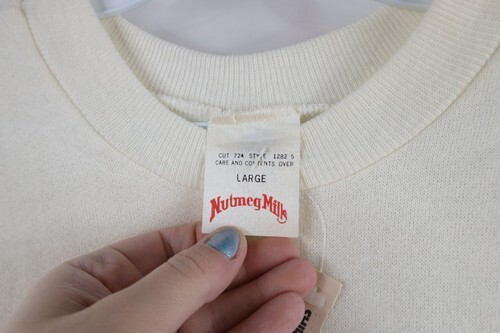 CUT 724 STYLE 1282 5
CARE AND CONTENTS OVER
LARGE
Nutmeg Mills